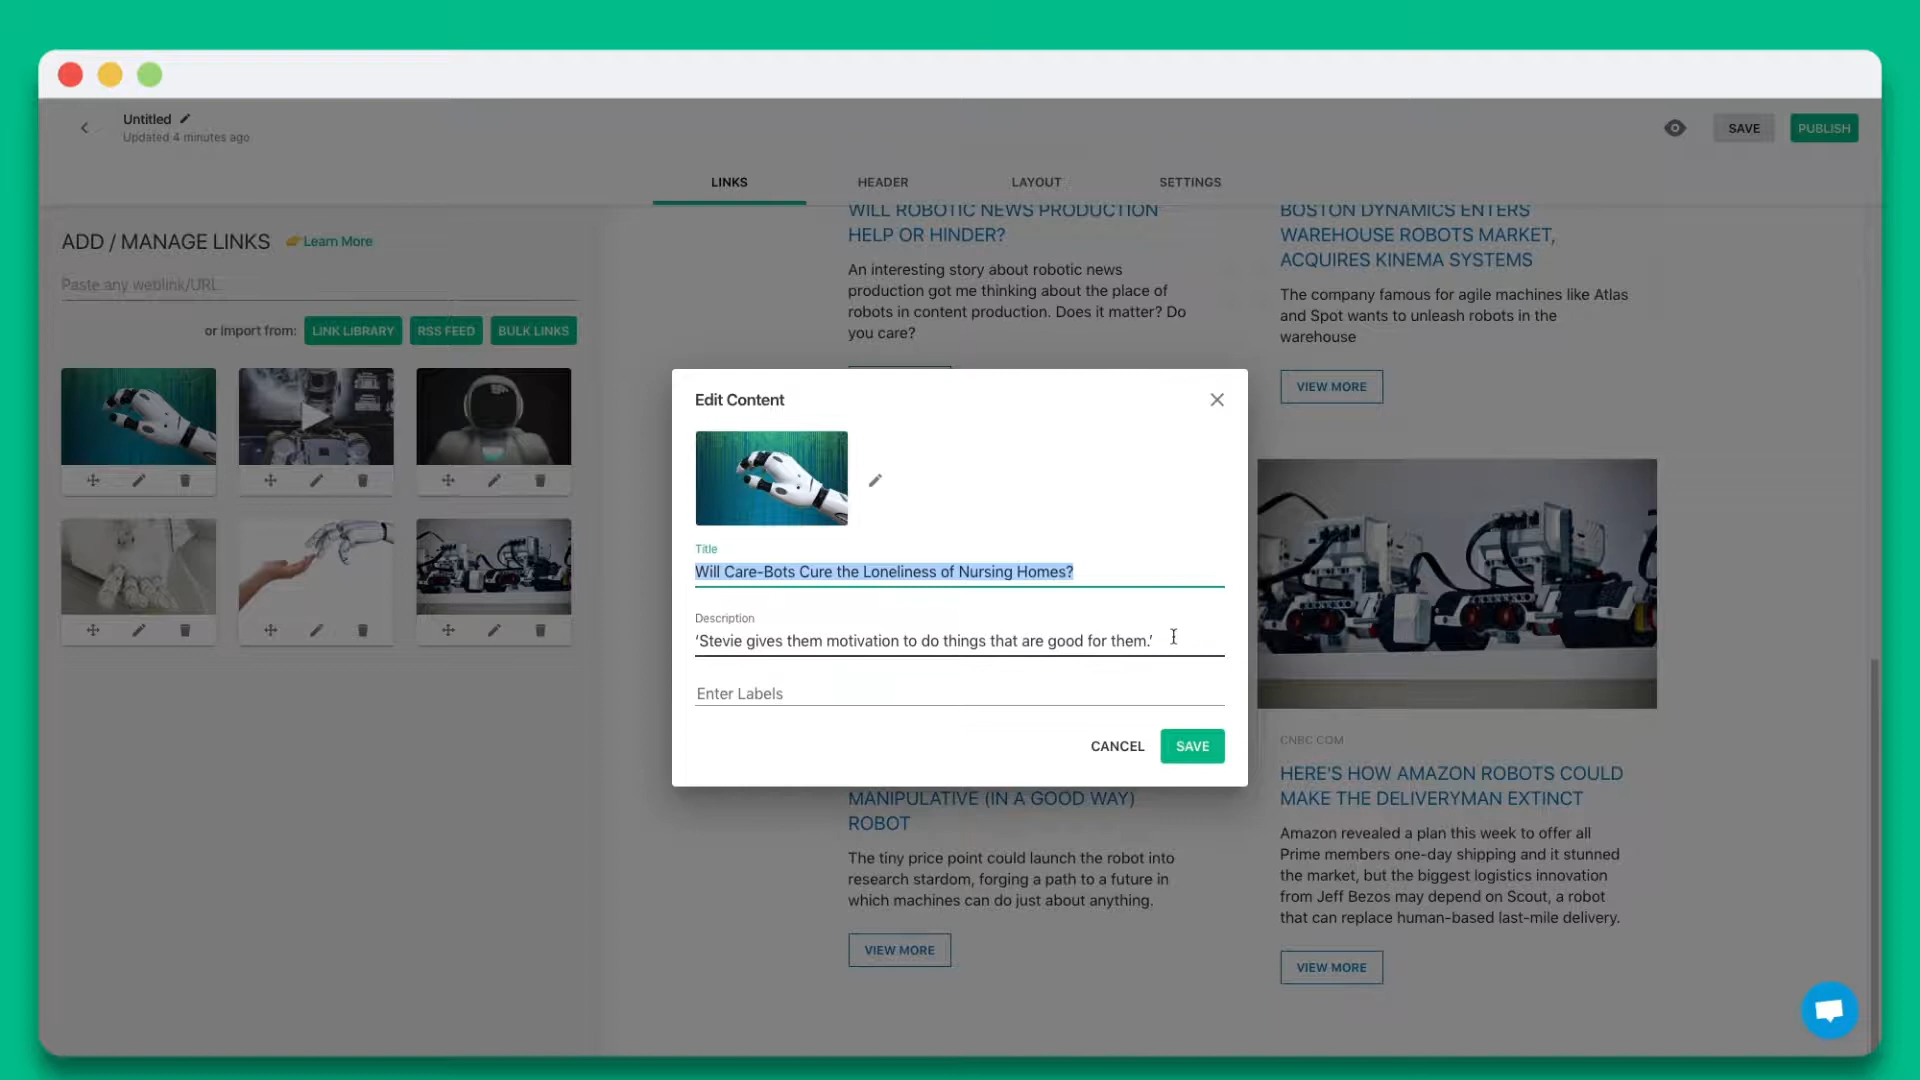 Untitled
Updated 4 minutes ago
SAVE
PUBLISH
LINKS
HEADER
LAYOUT
SETTINGS
ADD / MANAGE LINKS
Learn More
Paste any weblink/URL
or import from:
LINK LIBRARY
RSS FEED
BULK LINKS
WILL ROBOTIC NEWS PRODUCTION
HELP OR HINDER?
An interesting story about robotic news
production got me thinking about the place of
robots in content production. Does it matter? Do
you care?
BOSTON DYNAMICS ENTERS
WAREHOUSE ROBOTS MARKET,
ACQUIRES KINEMA SYSTEMS
The company famous for agile machines like Atlas
and Spot wants to unleash robots in the
warehouse
VIEW MORE
Edit Content
Title
Will Care-Bots Cure the Loneliness of Nursing Homes?
Description
‘Stevie gives them motivation to do things that are good for them.’
Enter Labels
CANCEL
SAVE
MANIPULATIVE (IN A GOOD WAY)
ROBOT
The tiny price point could launch the robot into
research stardom, forging a path to a future in
which machines can do just about anything.
VIEW MORE
CNBC.COM
HERE'S HOW AMAZON ROBOTS COULD
MAKE THE DELIVERYMAN EXTINCT
Amazon revealed a plan this week to offer all
Prime members one-day shipping and it stunned
the market, but the biggest logistics innovation
from Jeff Bezos may depend on Scout, a robot
that can replace human-based last-mile delivery.
VIEW MORE